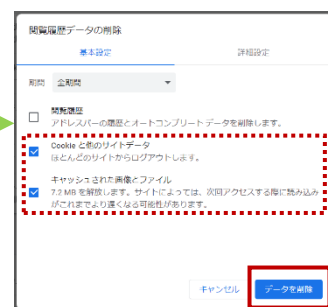 閲覧履歴データの削除
基本設定
詳細設定
期間 全期間
閲覧履歴
アドレスバーの履歴とオートコンプリート データを削除します。
Cookie と他のサイトデータ
ほとんどのサイトからログアウトします。
キャッシュされた画像とファイル
7.2 MB を解放します。サイトによっては、次回アクセスする際に読み込み
がこれまでより遅くなる可能性があります。
キャンセル
データを削除